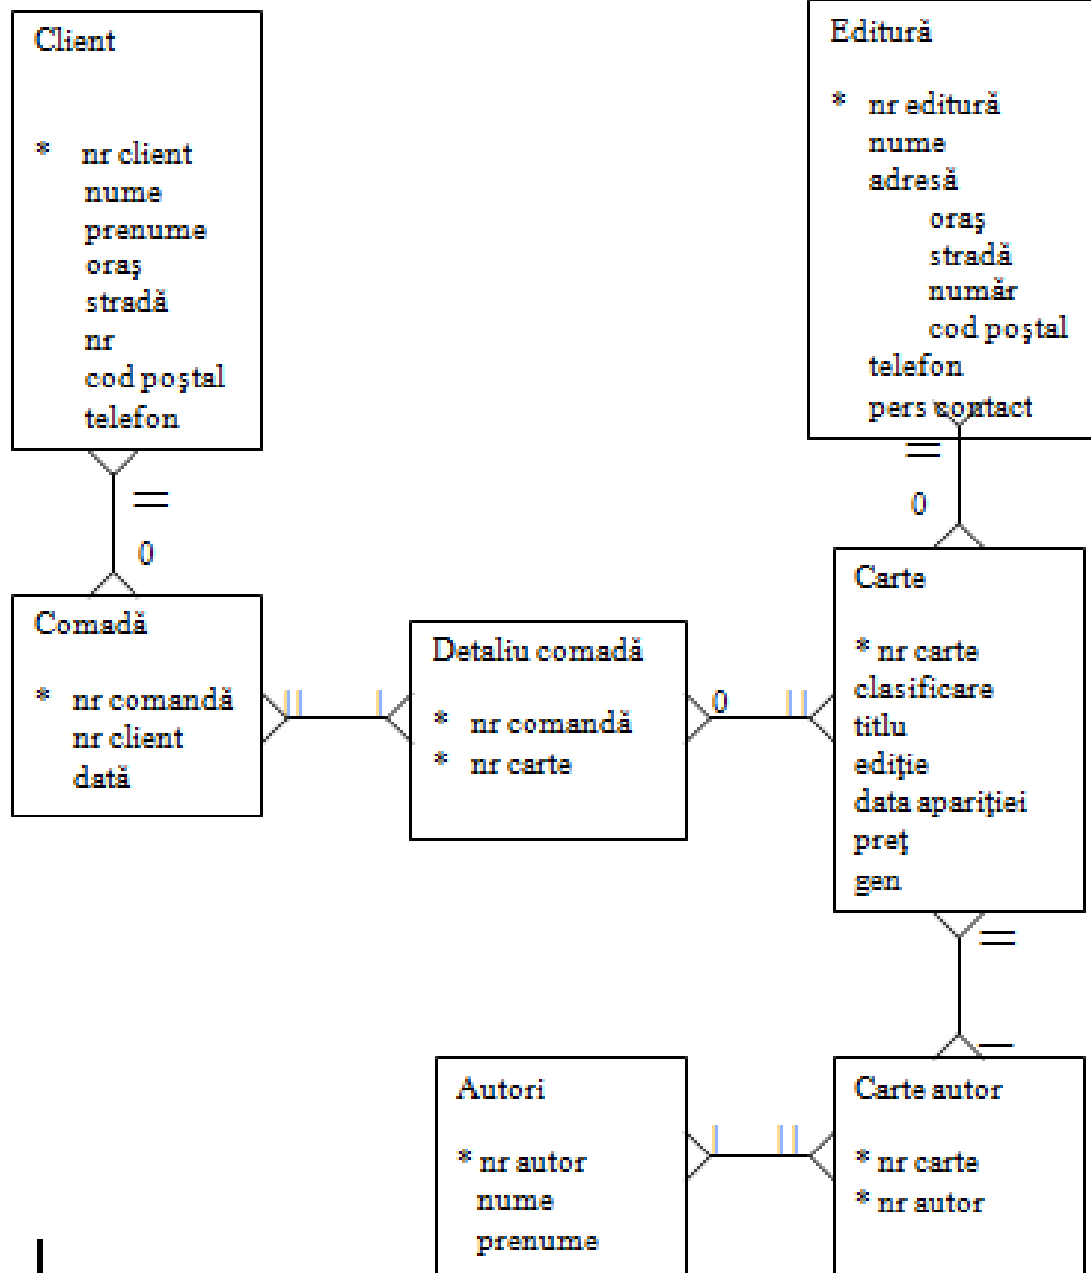 Client
* nr client
nume
prenume
oraş
stradă
nr
cod poştal
telefon
Editură
* nr editură
nume
adresă
oraş
stradă
număr
cod poştal
telefon
pers contact
0
0
Comadă
* nr comandă
nr client
dată
Detaliu comadă
* nr comandă
* nr carte
0
Carte
* nr carte
clasificare
titlu
ediţie
data apariţiei
preţ
gen
Autori
* nr autor
nume
prenume
Carte autor
* nr carte
* nr autor